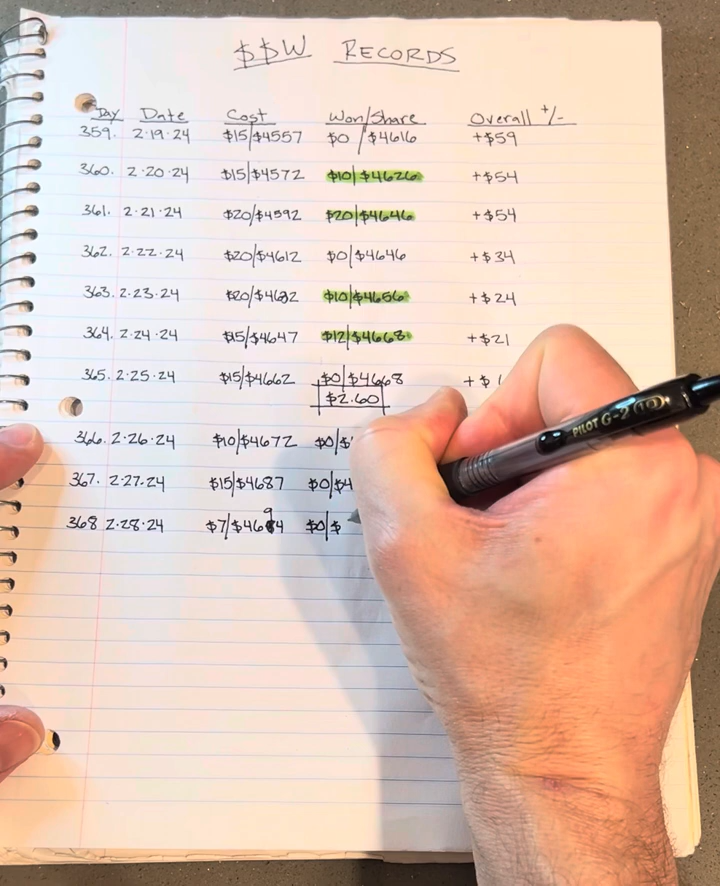 $$W RECORDS
Day Date Cost Won/Share Overall +/-
359. 2·19·24 $15/$4557 $0/$4616 +$59
360. 2·20·24 $15/$4572 $10/$4626 +$54
361. 2·21·24 $20/$4592 $20/$4646 +$54
362. 2·22·24 $20/$4612 $0/$4646 +$34
363. 2·23·24 $20/$4632 $10/$4656 +$24
364. 2·24·24 $15/$4647 $12/$4668 +$21
365. 2·25·24 $15/$4662 $0/$4668 +$
$2.60
366. 2·26·24 $10/$4672 $0/$
367. 2·27·24 $15/$4687 $0/$4
368 2·28·24 $7/$4694 $0/$
PILOT G-2 (10)